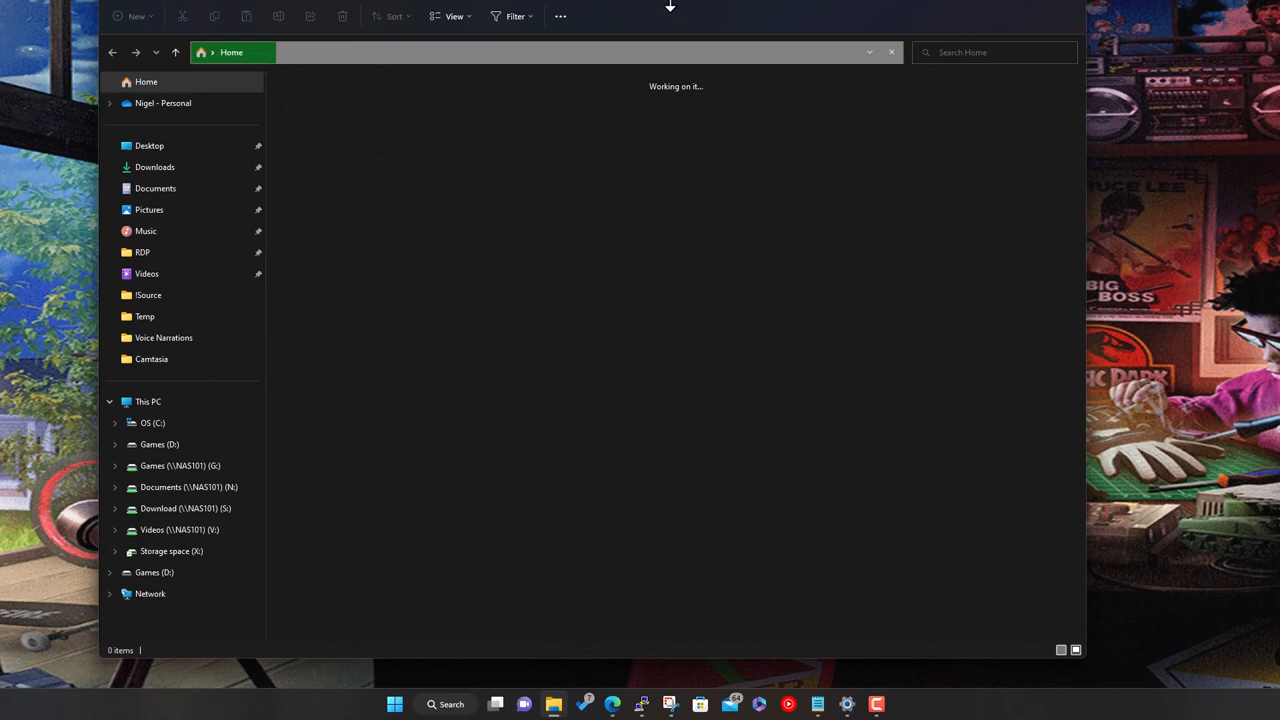 New
Sort
View
Filter
Home
Search Home
Working on it...
Home
Nigel - Personal
Desktop
Downloads
Documents
Pictures
Music
RDP
Videos
!Source
Temp
Voice Narrations
Camtasia
This PC
OS (C:)
Games (D:)
Games (\\NAS101) (G:)
Documents (\\NAS101) (N:)
Download (\\NAS101) (S:)
Videos (\\NAS101) (V:)
Storage space (X:)
Games (D:)
Network
0 items
BIG
BOSS
Search
7
64